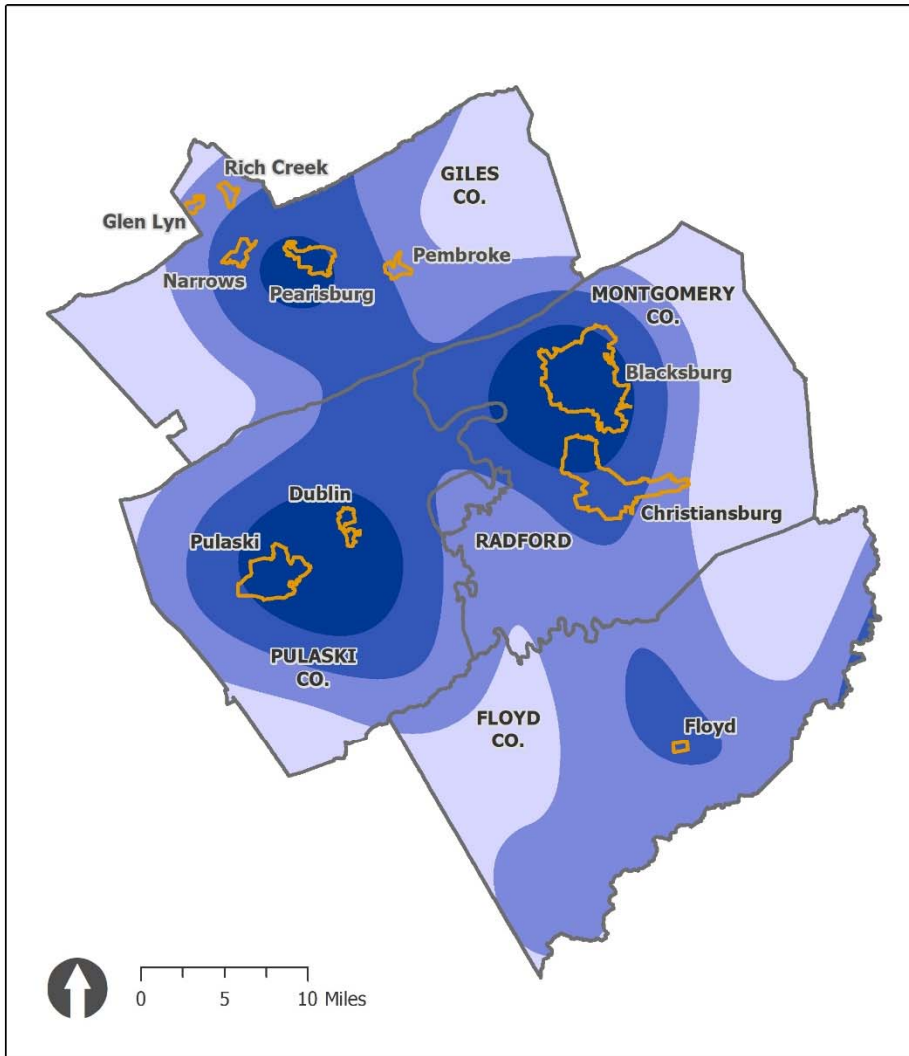 Rich Creek
GILES
CO.
Glen Lyn
Narrows
Pearisburg
Pembroke
MONTGOMERY
CO.
Blacksburg
Dublin
Christiansburg
Pulaski
RADFORD
PULASKI
CO.
FLOYD
CO.
Floyd
0 5 10 Miles